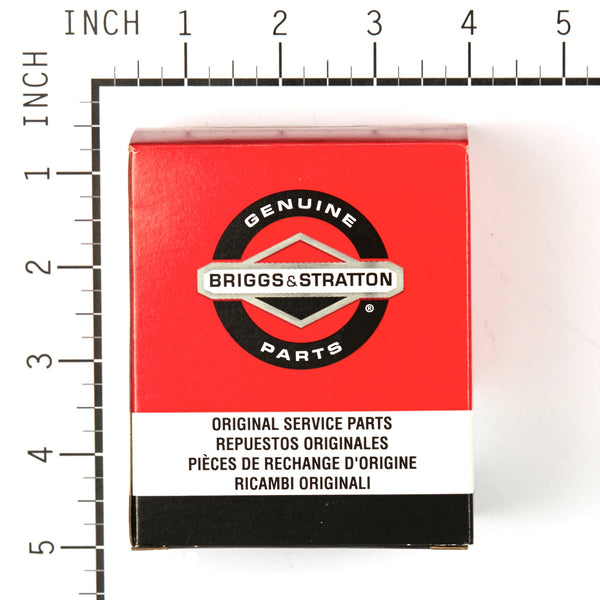 INCH 1 2 3 4 5
INCH
1
2
3
4
5
GENUINE
BRIGGS&STRATTON
®
PARTS
ORIGINAL SERVICE PARTS
REPUESTOS ORIGINALES
PIÈCES DE RECHANGE D'ORIGINE
RICAMBI ORIGINALI